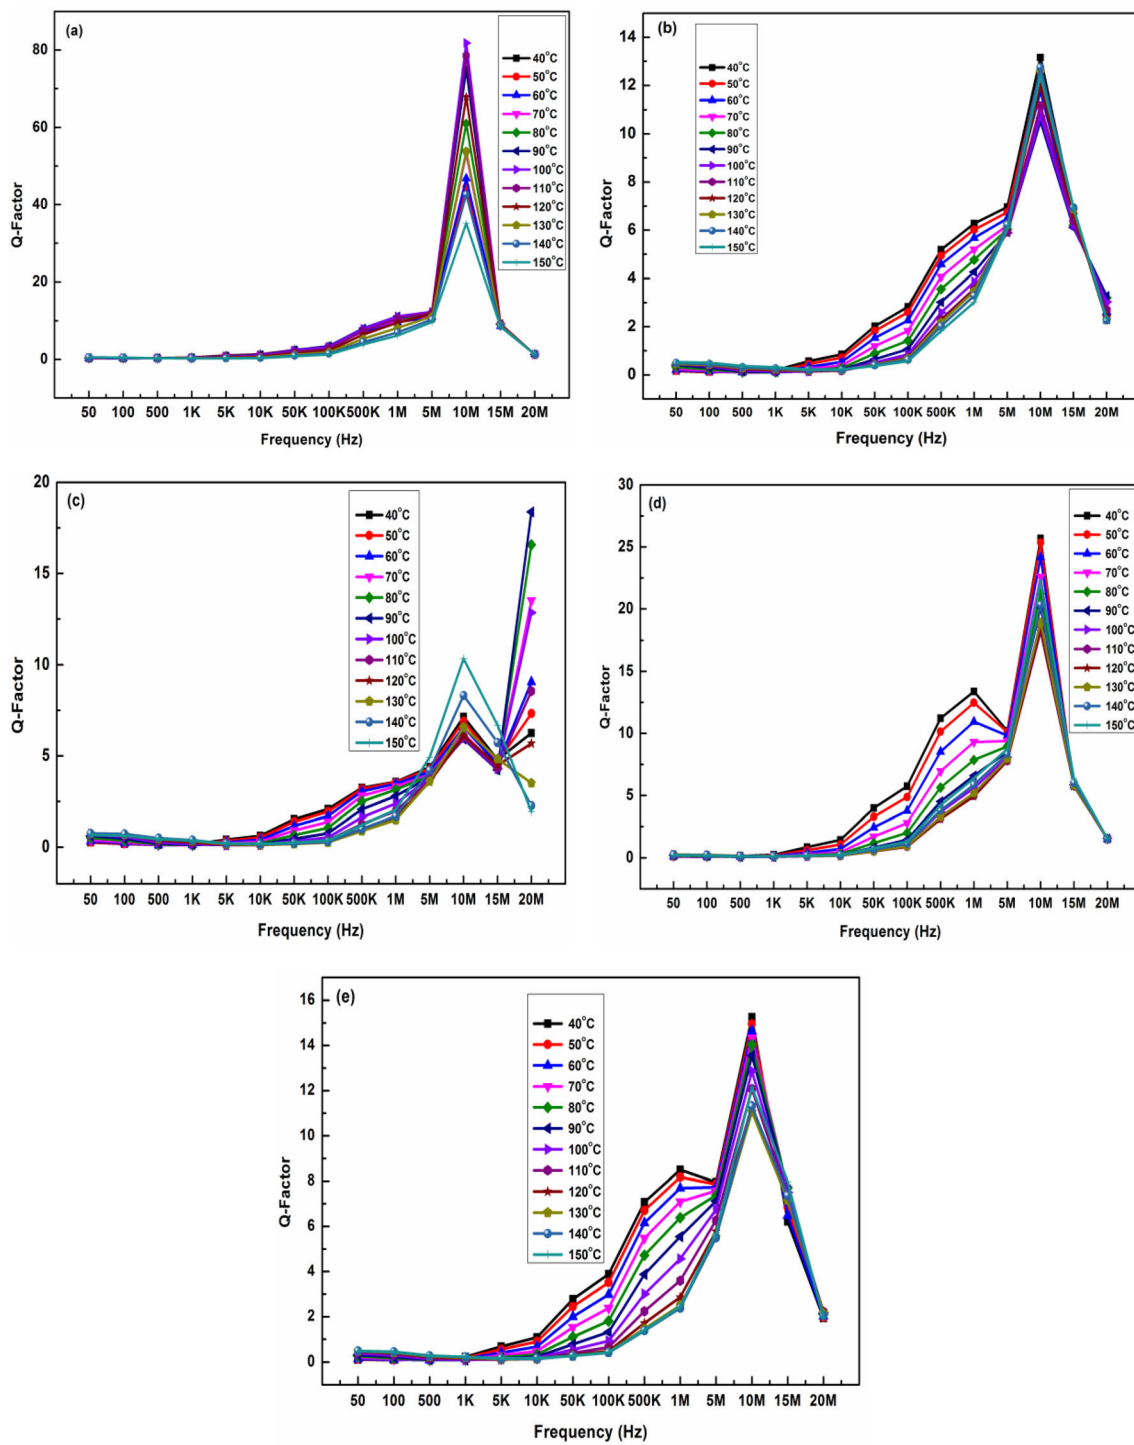 (a)
Q-Factor
80
60
40
20
0
40°C
50°C
60°C
70°C
80°C
90°C
100°C
110°C
120°C
130°C
140°C
150°C
50 100 500 1K 5K 10K 50K 100K 500K 1M 5M 10M 15M 20M
Frequency (Hz)
(b)
Q-Factor
14
12
10
8
6
4
2
0
40°C
50°C
60°C
70°C
80°C
90°C
100°C
110°C
120°C
130°C
140°C
150°C
50 100 500 1K 5K 10K 50K 100K 500K 1M 5M 10M 15M 20M
Frequency (Hz)
(c)
Q-Factor
20
15
10
5
0
40°C
50°C
60°C
70°C
80°C
90°C
100°C
110°C
120°C
130°C
140°C
150°C
50 100 500 1K 5K 10K 50K 100K 500K 1M 5M 10M 15M 20M
Frequency (Hz)
(d)
Q-Factor
30
25
20
15
10
5
0
40°C
50°C
60°C
70°C
80°C
90°C
100°C
110°C
120°C
130°C
140°C
150°C
50 100 500 1K 5K 10K 50K 100K 500K 1M 5M 10M 15M 20M
Frequency (Hz)
(e)
Q-Factor
16
14
12
10
8
6
4
2
0
40°C
50°C
60°C
70°C
80°C
90°C
100°C
110°C
120°C
130°C
140°C
150°C
50 100 500 1K 5K 10K 50K 100K 500K 1M 5M 10M 15M 20M
Frequency (Hz)